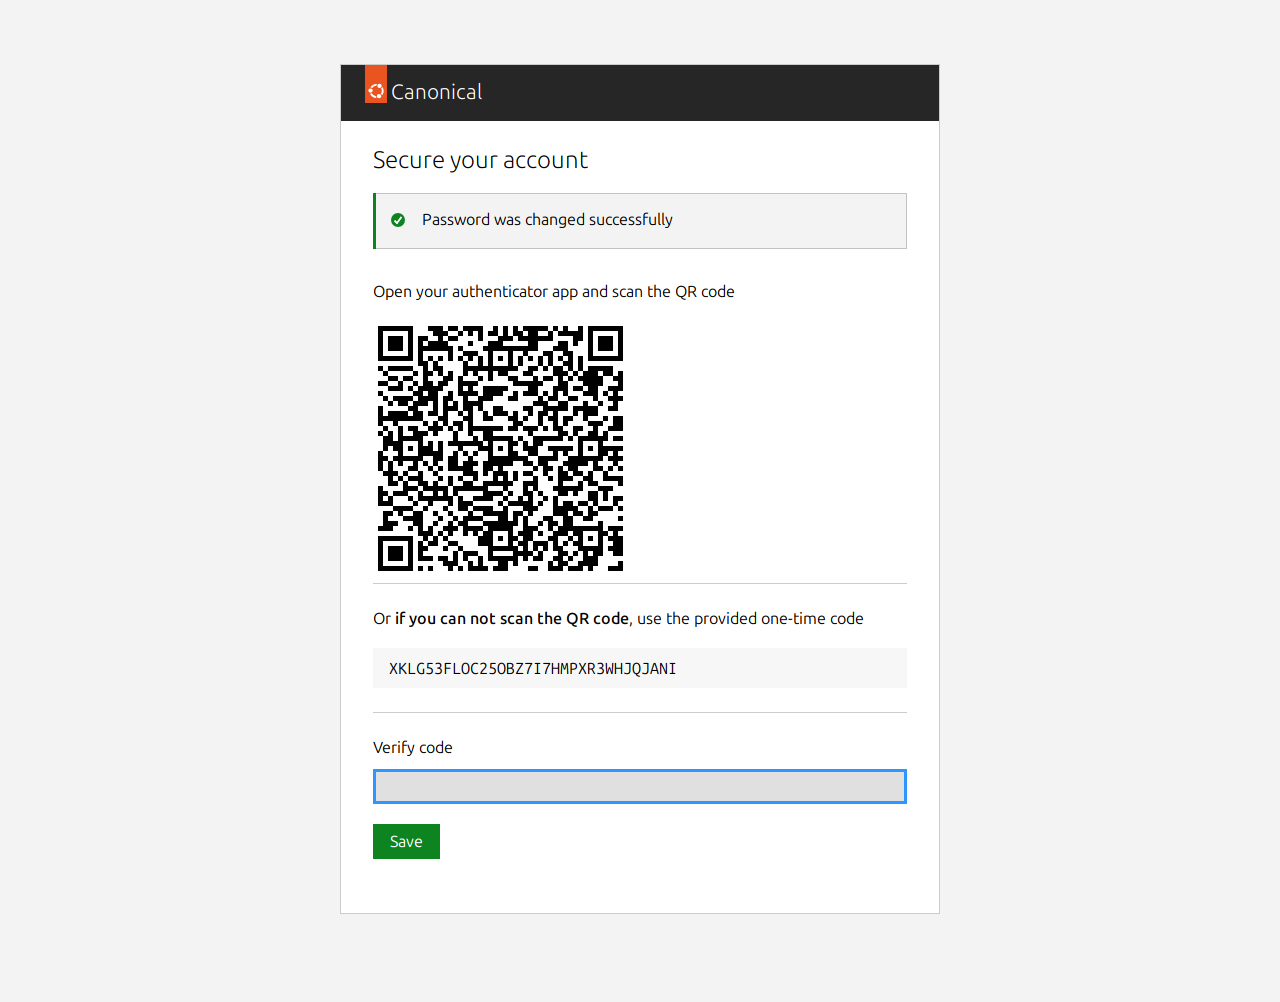 Canonical
Secure your account
Password was changed successfully
Open your authenticator app and scan the QR code
Or if you can not scan the QR code, use the provided one-time code
XKLG53FLOC25OBZ7I7HMPXR3WHJQJANI
Verify code
Save